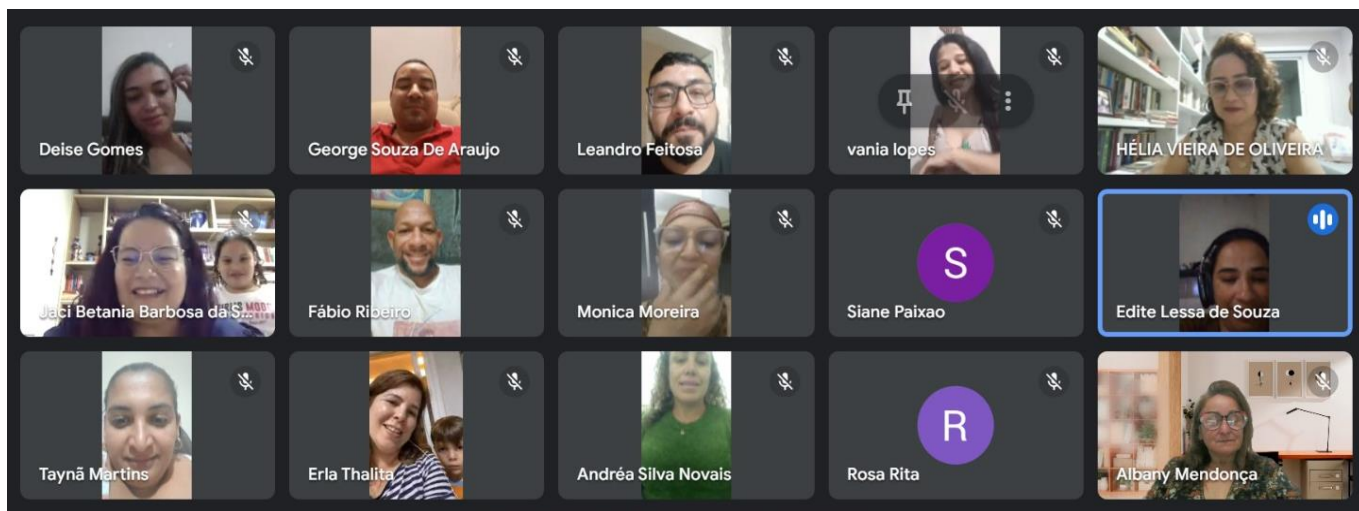 Deise Gomes
George Souza De Araujo
Leandro Feitosa
vania lopes
HÉLIA VIEIRA DE OLIVEIRA
Jaci Betania Barbosa da S...
Fábio Ribeiro
Monica Moreira
S
Siane Paixao
Edite Lessa de Souza
Taynã Martins
Erla Thalita
Andréa Silva Novais
R
Rosa Rita
Albany Mendonça